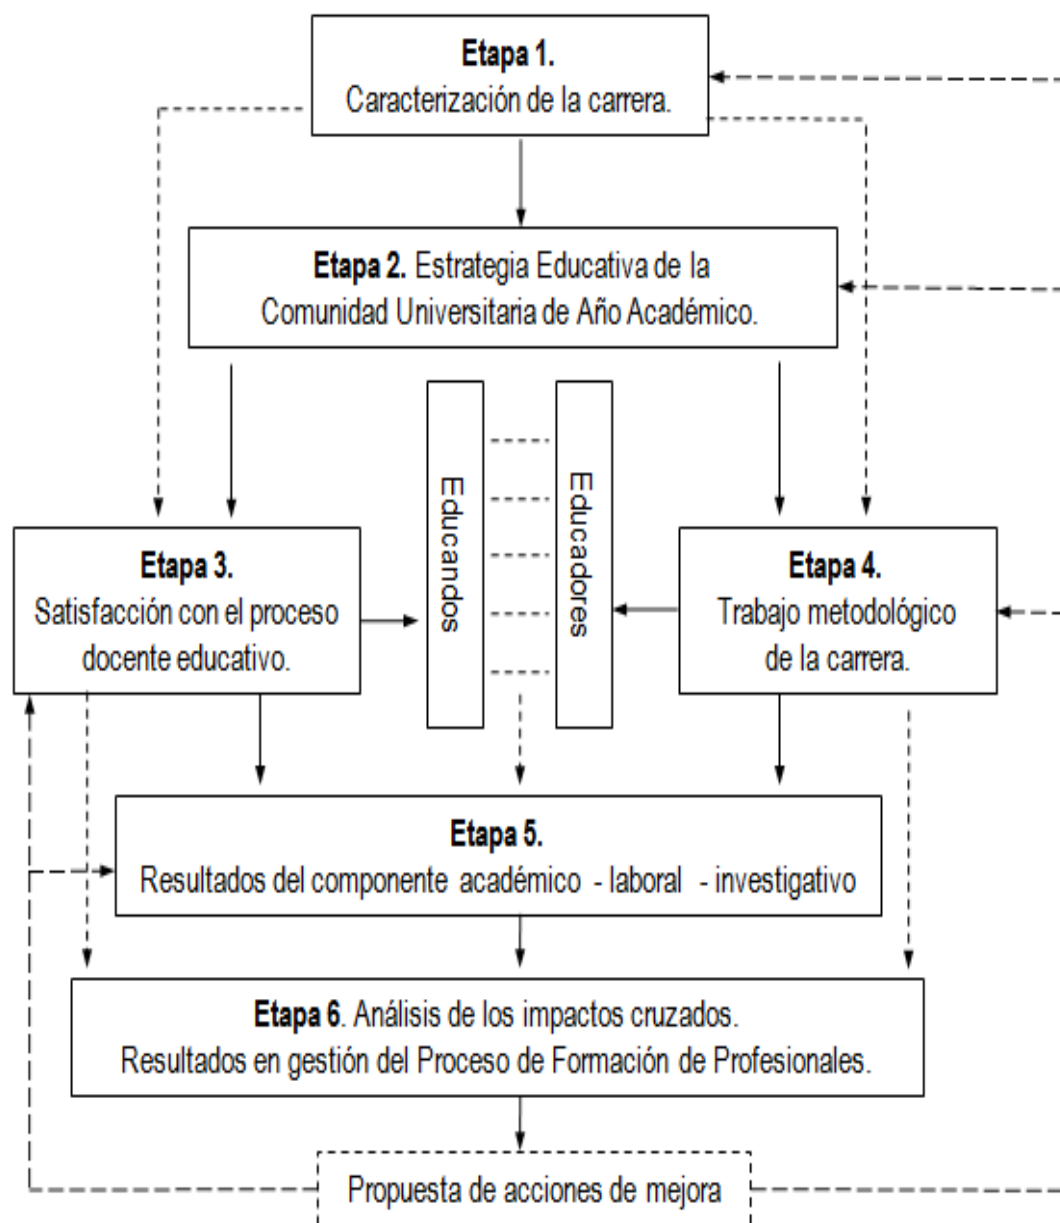 Etapa 1.
Caracterización de la carrera.
Etapa 2. Estrategia Educativa de la
Comunidad Universitaria de Año Académico.
Educandos
Educadores
Etapa 3.
Satisfacción con el proceso
docente educativo.
Etapa 4.
Trabajo metodológico
de la carrera.
Etapa 5.
Resultados del componente académico - laboral - investigativo
Etapa 6. Análisis de los impactos cruzados.
Resultados en gestión del Proceso de Formación de Profesionales.
Propuesta de acciones de mejora